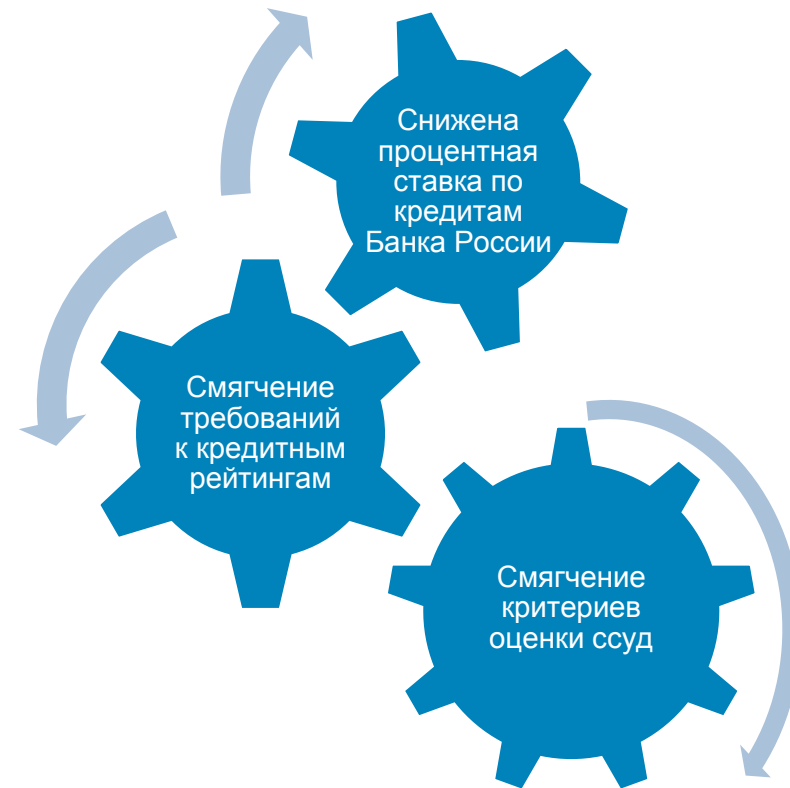 Снижена
процентная
ставка по
кредитам
Банка России
Смягчение
требований
к кредитным
рейтингам
Смягчение
критериев
оценки ссуд